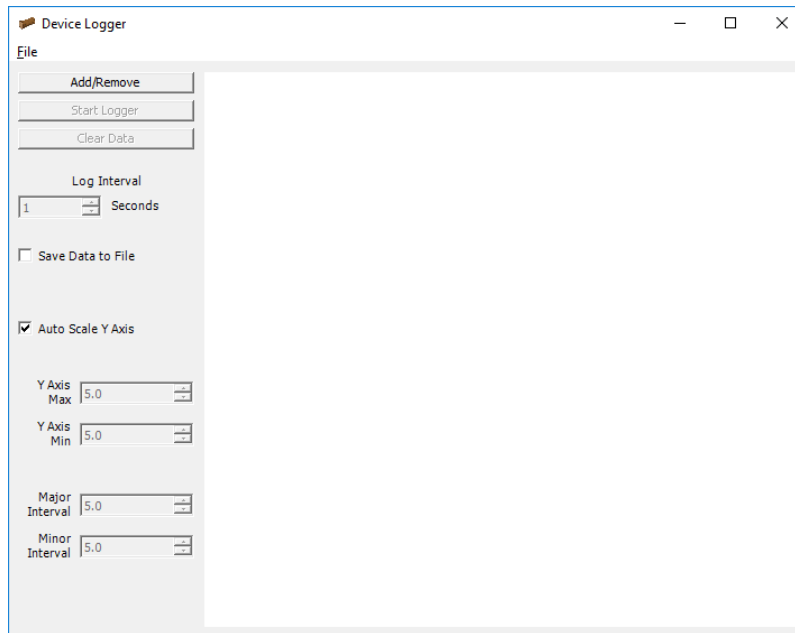 Device Logger
File
Add/Remove
Start Logger
Clear Data
Log Interval
1 Seconds
Save Data to File
Auto Scale Y Axis
Y Axis
Max 5.0
Y Axis
Min 5.0
Major
Interval 5.0
Minor
Interval 5.0